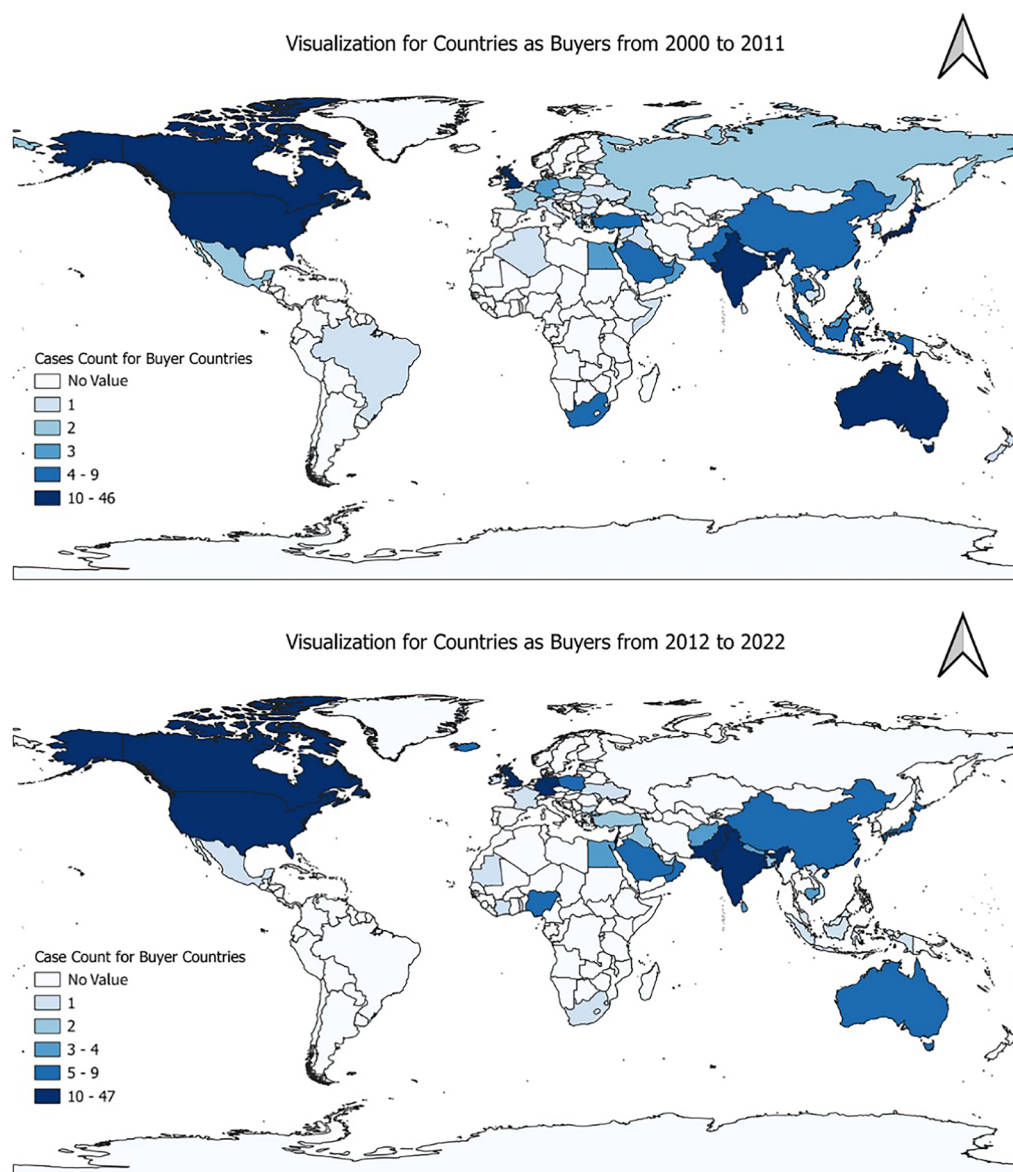 Visualization for Countries as Buyers from 2000 to 2011
Cases Count for Buyer Countries
No Value
1
2
3
4 - 9
10 - 46
Visualization for Countries as Buyers from 2012 to 2022
Case Count for Buyer Countries
No Value
1
2
3 - 4
5 - 9
10 - 47